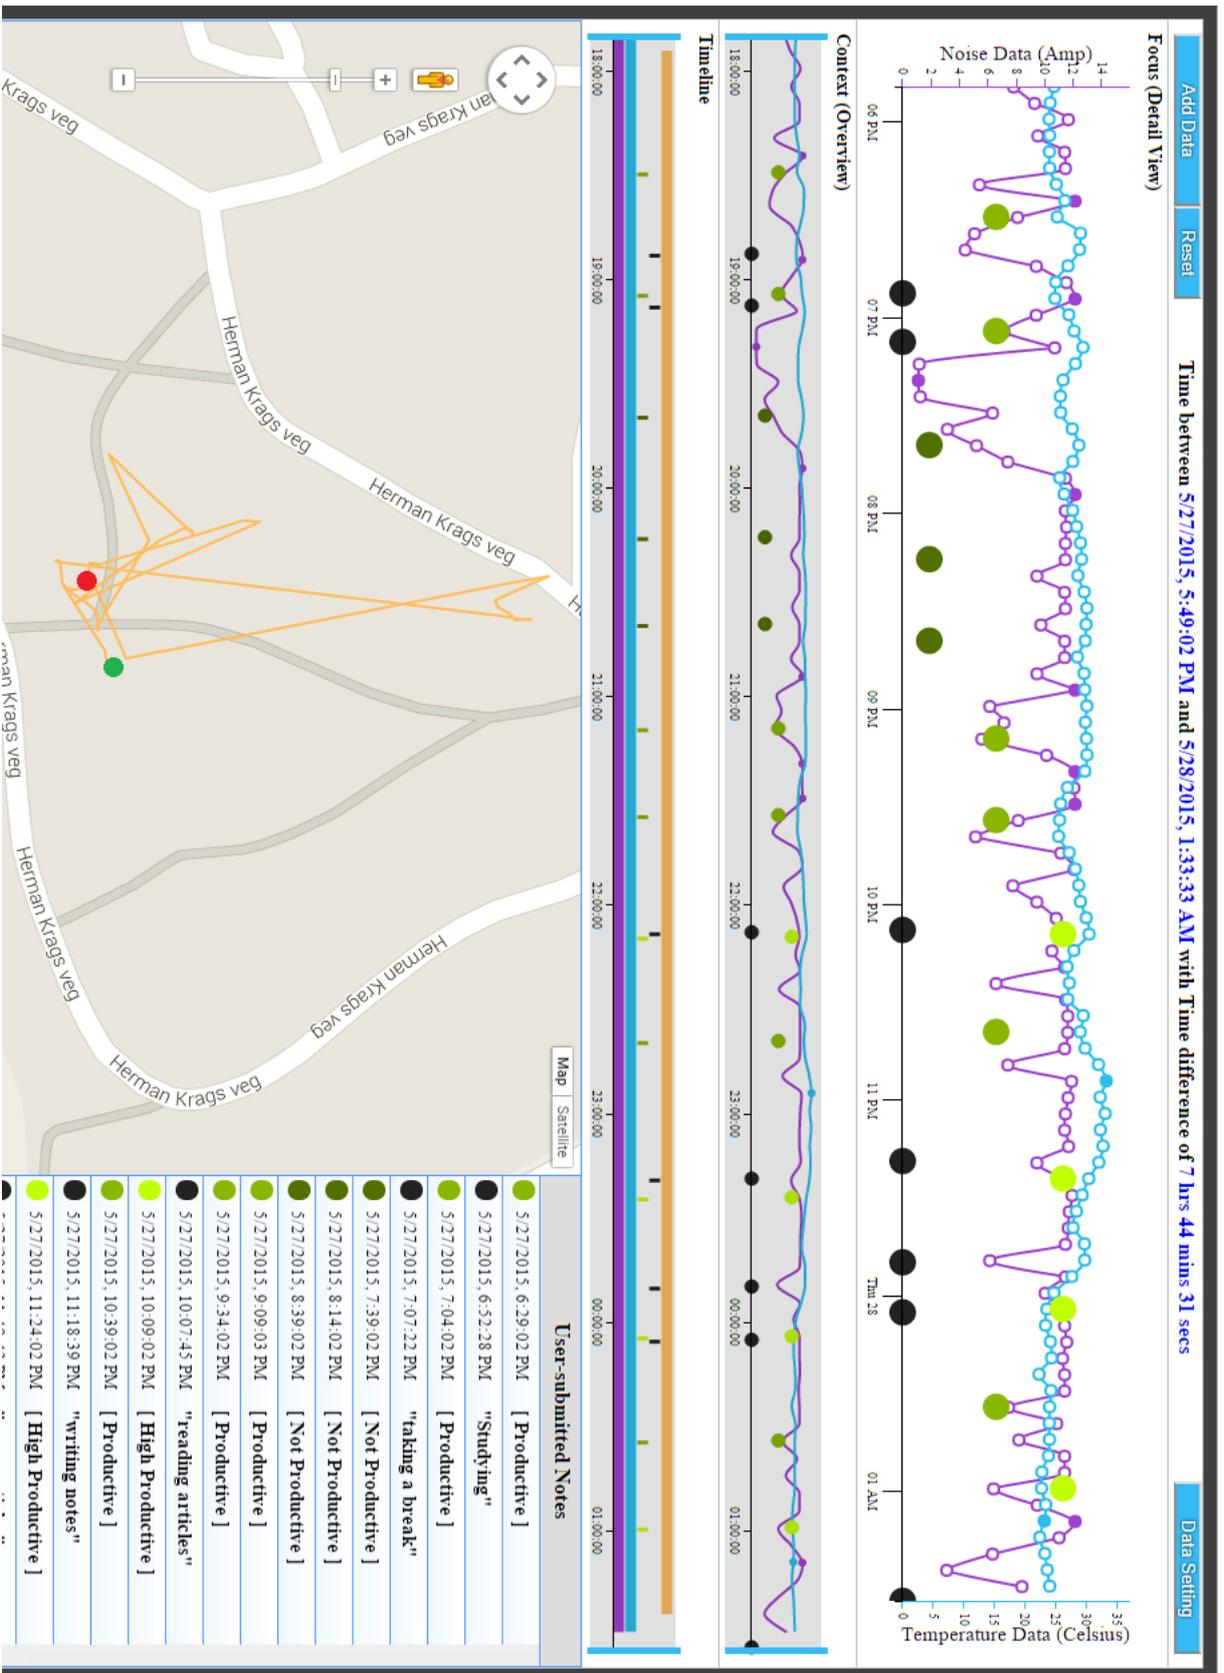 Add Data
Reset
Time between 5/27/2015, 5:49:02 PM and 5/28/2015, 1:33:33 AM with Time difference of 7 hrs 44 mins 31 secs
Data Setting
Focus (Detail View)
Noise Data (Amp)
14
12
10
8
6
4
2
0
06 PM
07 PM
08 PM
09 PM
10 PM
11 PM
Thu 28
01 AM
35
30
25
20
15
10
5
0
Temperature Data (Celsius)
Context (Overview)
18:00:00
19:00:00
20:00:00
21:00:00
22:00:00
23:00:00
00:00:00
01:00:00
Timeline
18:00:00
19:00:00
20:00:00
21:00:00
22:00:00
23:00:00
00:00:00
01:00:00
Map
Satellite
Krags veg
Herman Krags veg
Herman Krags veg
Herman Krags veg
Herman Krags veg
Herman Krags veg
man Krags veg
Krags veg
User-submitted Notes
5/27/2015, 6:29:02 PM [ Productive ]
5/27/2015, 6:52:28 PM "Studying"
5/27/2015, 7:04:02 PM [ Productive ]
5/27/2015, 7:07:22 PM "taking a break"
5/27/2015, 7:39:02 PM [ Not Productive ]
5/27/2015, 8:14:02 PM [ Not Productive ]
5/27/2015, 8:39:02 PM [ Not Productive ]
5/27/2015, 9:09:03 PM [ Productive ]
5/27/2015, 9:34:02 PM [ Productive ]
5/27/2015, 10:07:45 PM "reading articles"
5/27/2015, 10:09:02 PM [ High Productive ]
5/27/2015, 10:39:02 PM [ Productive ]
5/27/2015, 11:18:39 PM "writing notes"
5/27/2015, 11:24:02 PM [ High Productive ]